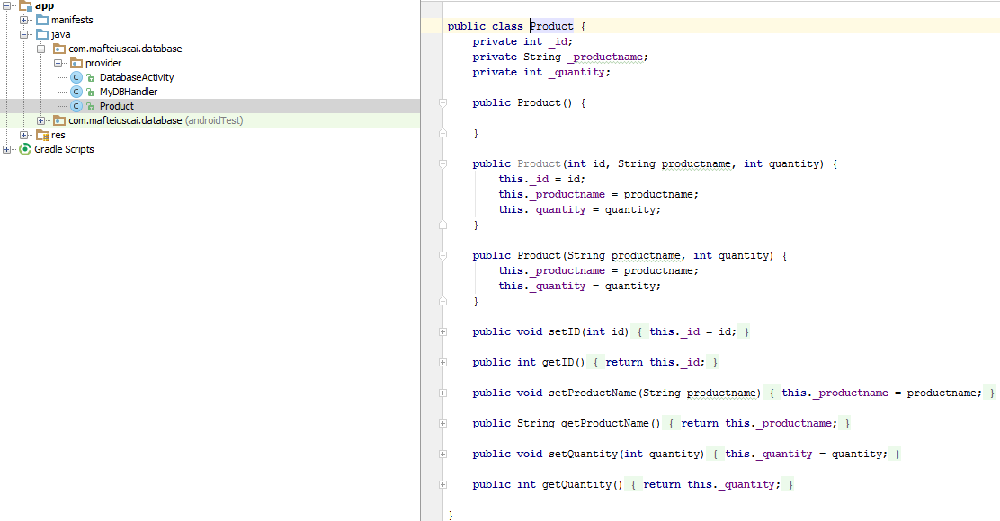 app
manifests
java
com.mafteiuscai.database
provider
DatabaseActivity
MyDBHandler
Product
com.mafteiuscai.database (androidTest)
res
Gradle Scripts
public class Product {
    private int _id;
    private String _productname;
    private int _quantity;
    public Product() {
    }
    public Product(int id, String productname, int quantity) {
        this._id = id;
        this._productname = productname;
        this._quantity = quantity;
    }
    public Product(String productname, int quantity) {
        this._productname = productname;
        this._quantity = quantity;
    }
    public void setID(int id) { this._id = id; }
    public int getID() { return this._id; }
    public void setProductName(String productname) { this._productname = productname; }
    public String getProductName() { return this._productname; }
    public void setQuantity(int quantity) { this._quantity = quantity; }
    public int getQuantity() { return this._quantity; }
}